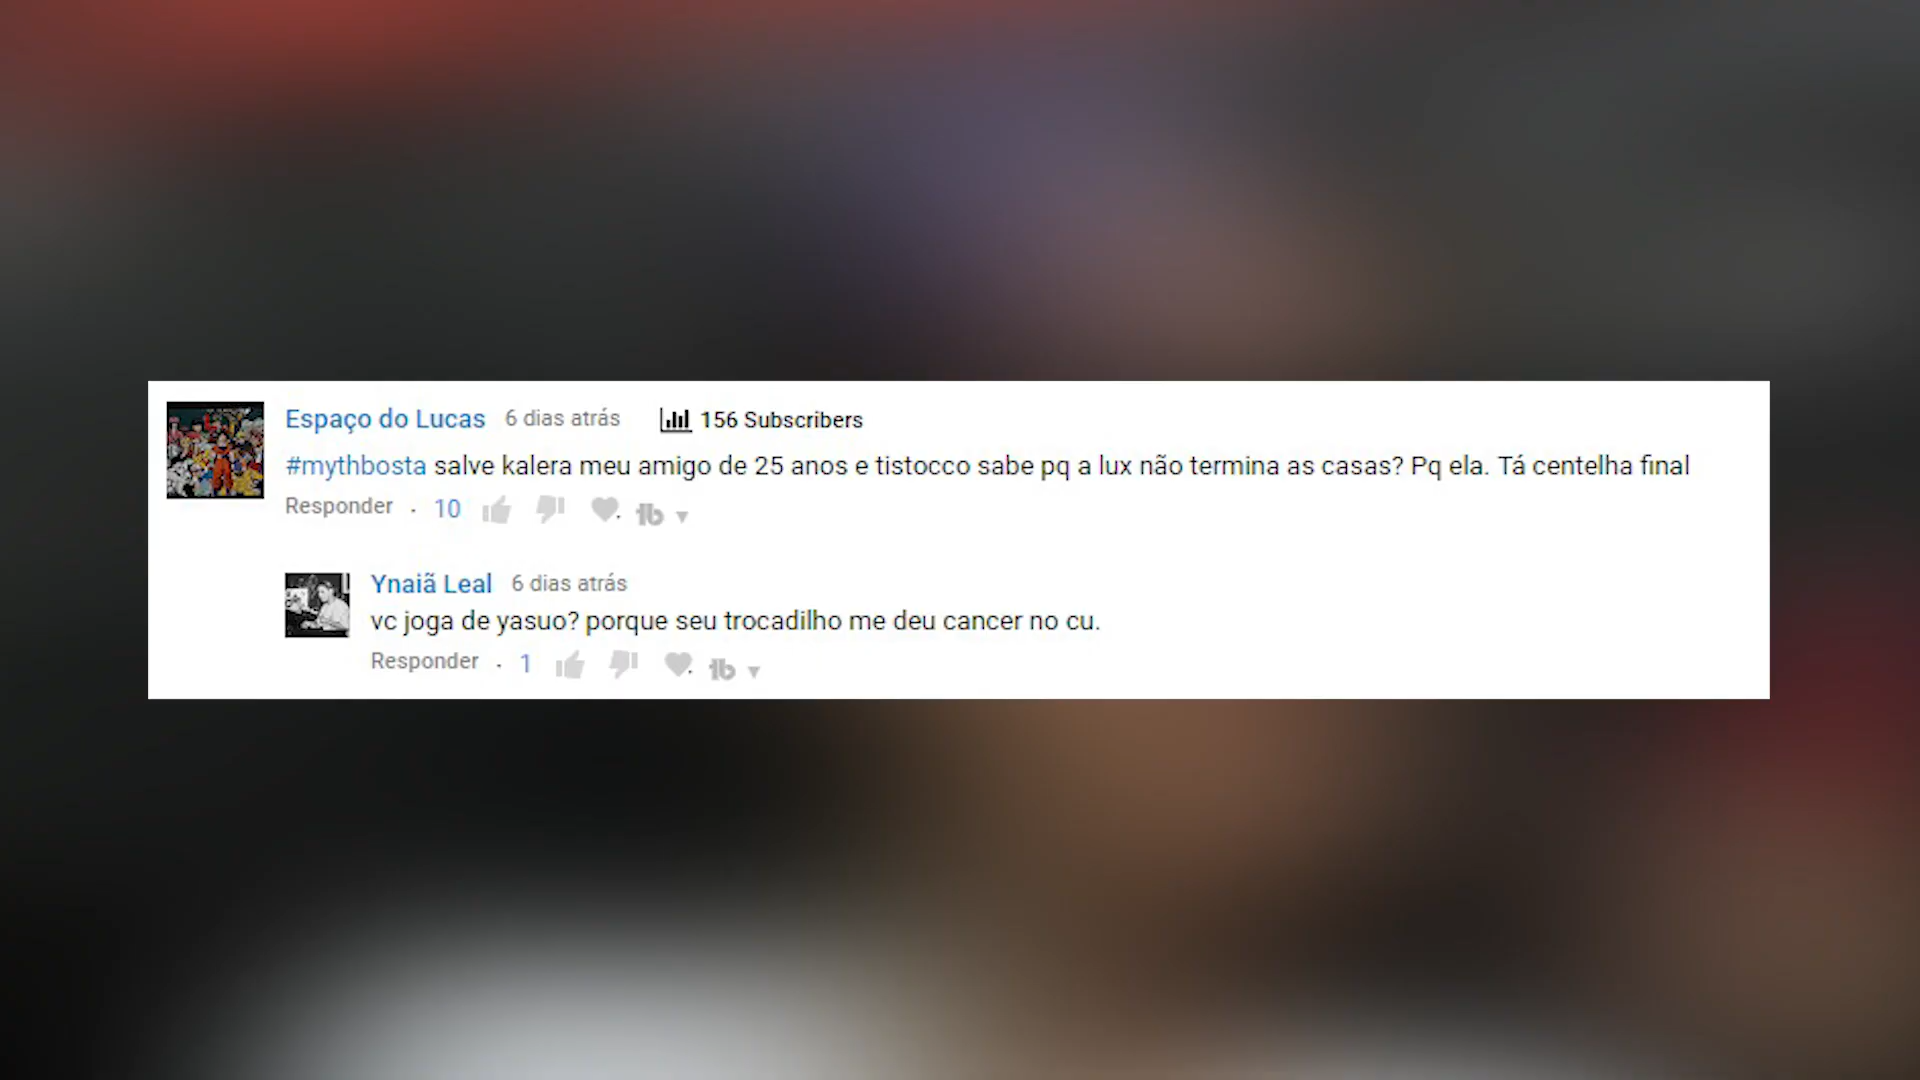 Espaço do Lucas 6 dias atrás 156 Subscribers
#mythbosta salve kalera meu amigo de 25 anos e tistocco sabe pq a lux não termina as casas? Pq ela. Tá centelha final
Responder . 10
Ynaiã Leal 6 dias atrás
vc joga de yasuo? porque seu trocadilho me deu cancer no cu.
Responder . 1